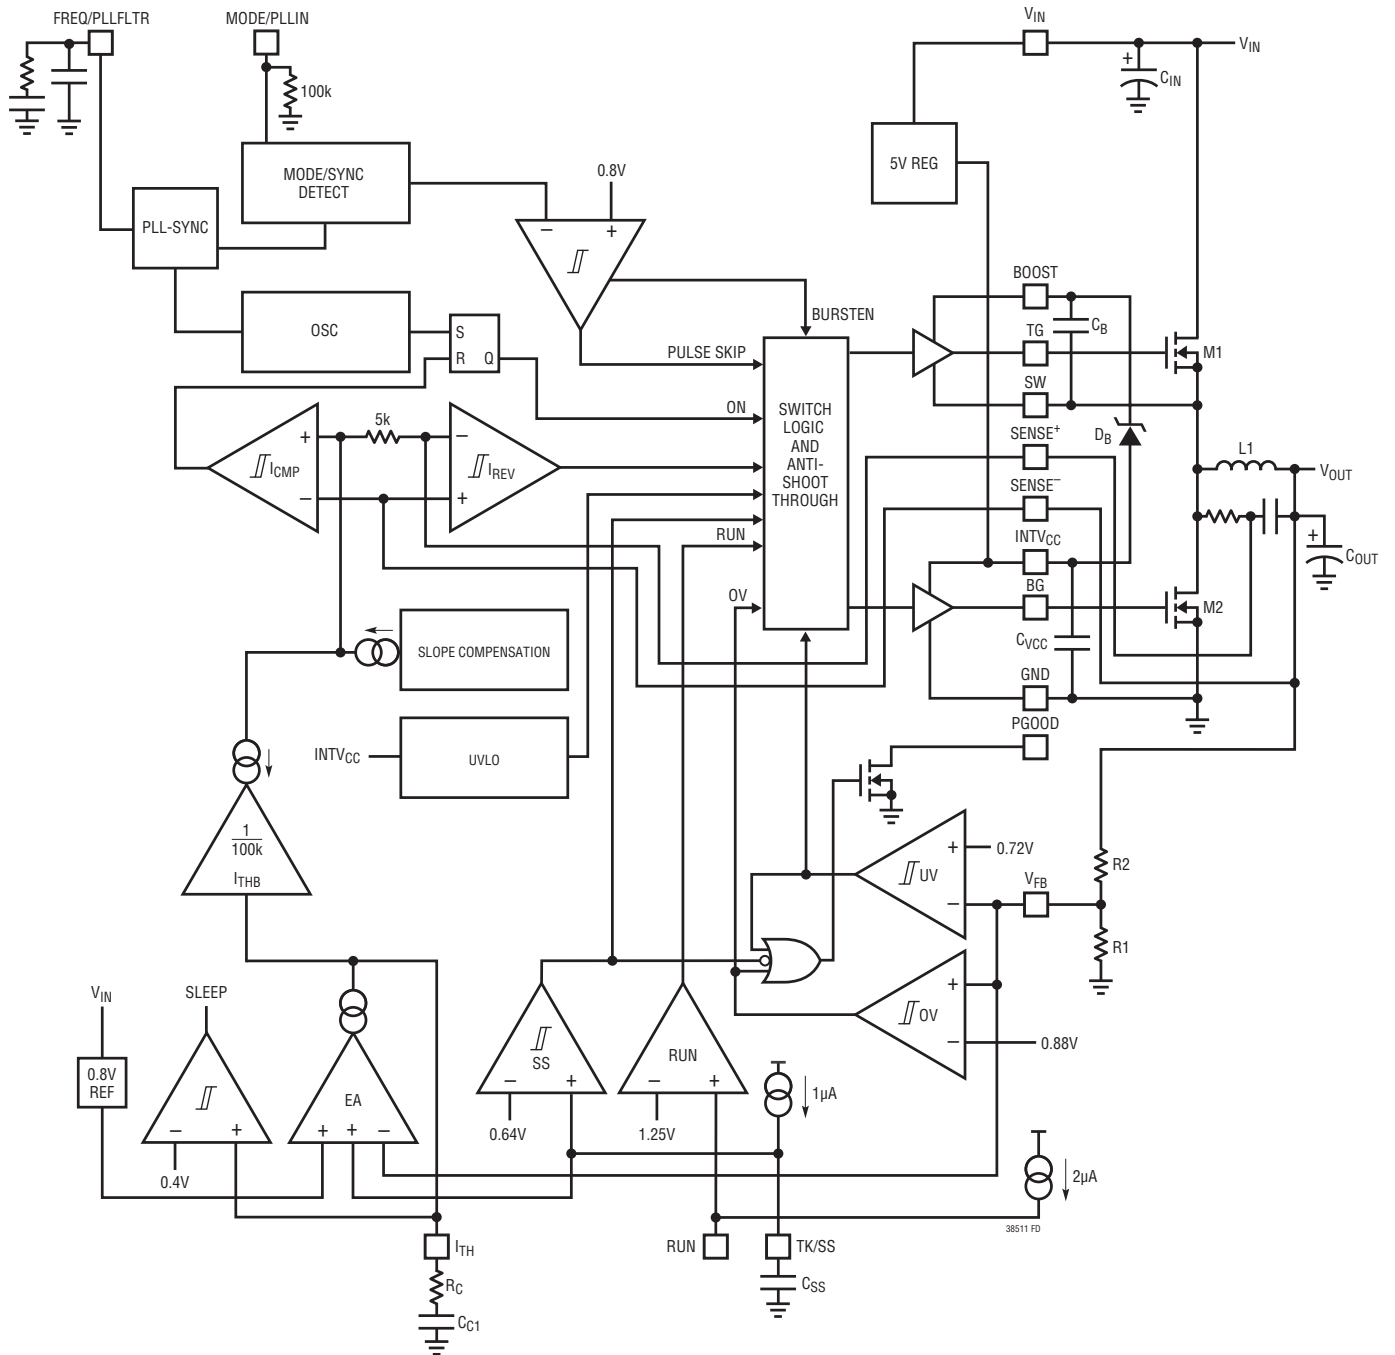 FREQ/PLLFLTR
MODE/PLLIN
VIN
VIN
+
CIN
100k
MODE/SYNC
DETECT
0.8V
5V REG
PLL-SYNC
−
+
BOOST
OSC
S
R
Q
BURSTEN
PULSE SKIP
TG
CB
M1
SW
5k
ON
SWITCH
LOGIC
AND
ANTI-
SHOOT
THROUGH
SENSE+
DB
L1
+
−
ICMP
−
+
IREV
VOUT
SENSE−
RUN
INTVCC
+
COUT
OV
BG
M2
SLOPE COMPENSATION
CVCC
GND
PGOOD
INTVCC
UVLO
1
100k
ITHB
+
0.72V
UV
−
VFB
R2
R1
VIN
SLEEP
+
OV
−
0.88V
0.8V
REF
EA
SS
RUN
1µA
−
+
−
+
−
+
+
+
−
0.64V
1.25V
0.4V
2µA
38511 FD
ITH
RUN
TK/SS
RC
CSS
CC1